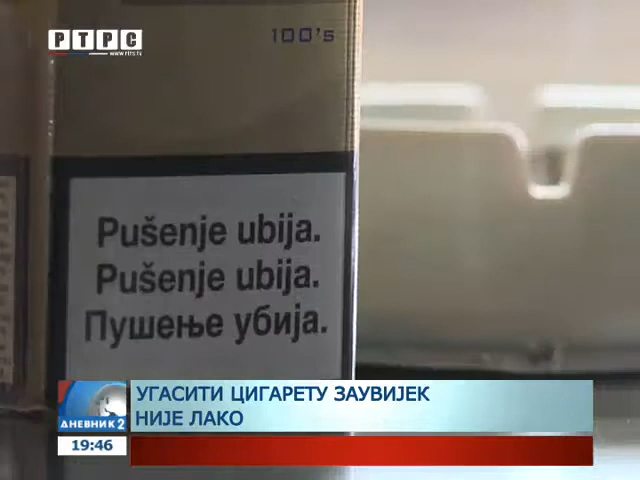 РТРС
www.rtrs.tv
100's
Pušenje ubija.
Pušenje ubija.
Пушење убија.
УГАСИТИ ЦИГАРЕТУ ЗАУВИЈЕК
НИЈЕ ЛАКО
ДНЕВНИК 2
19:46